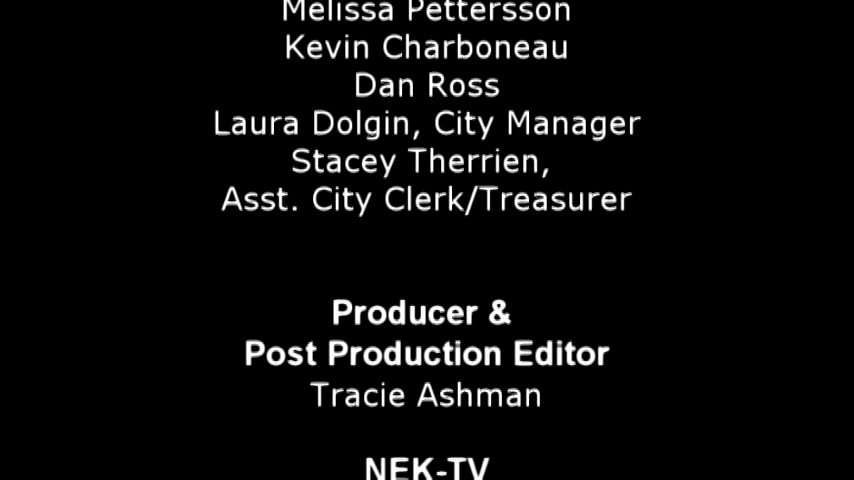 Melissa Pettersson
Kevin Charboneau
Dan Ross
Laura Dolgin, City Manager
Stacey Therrien,
Asst. City Clerk/Treasurer
Producer &
Post Production Editor
Tracie Ashman
NEK-TV